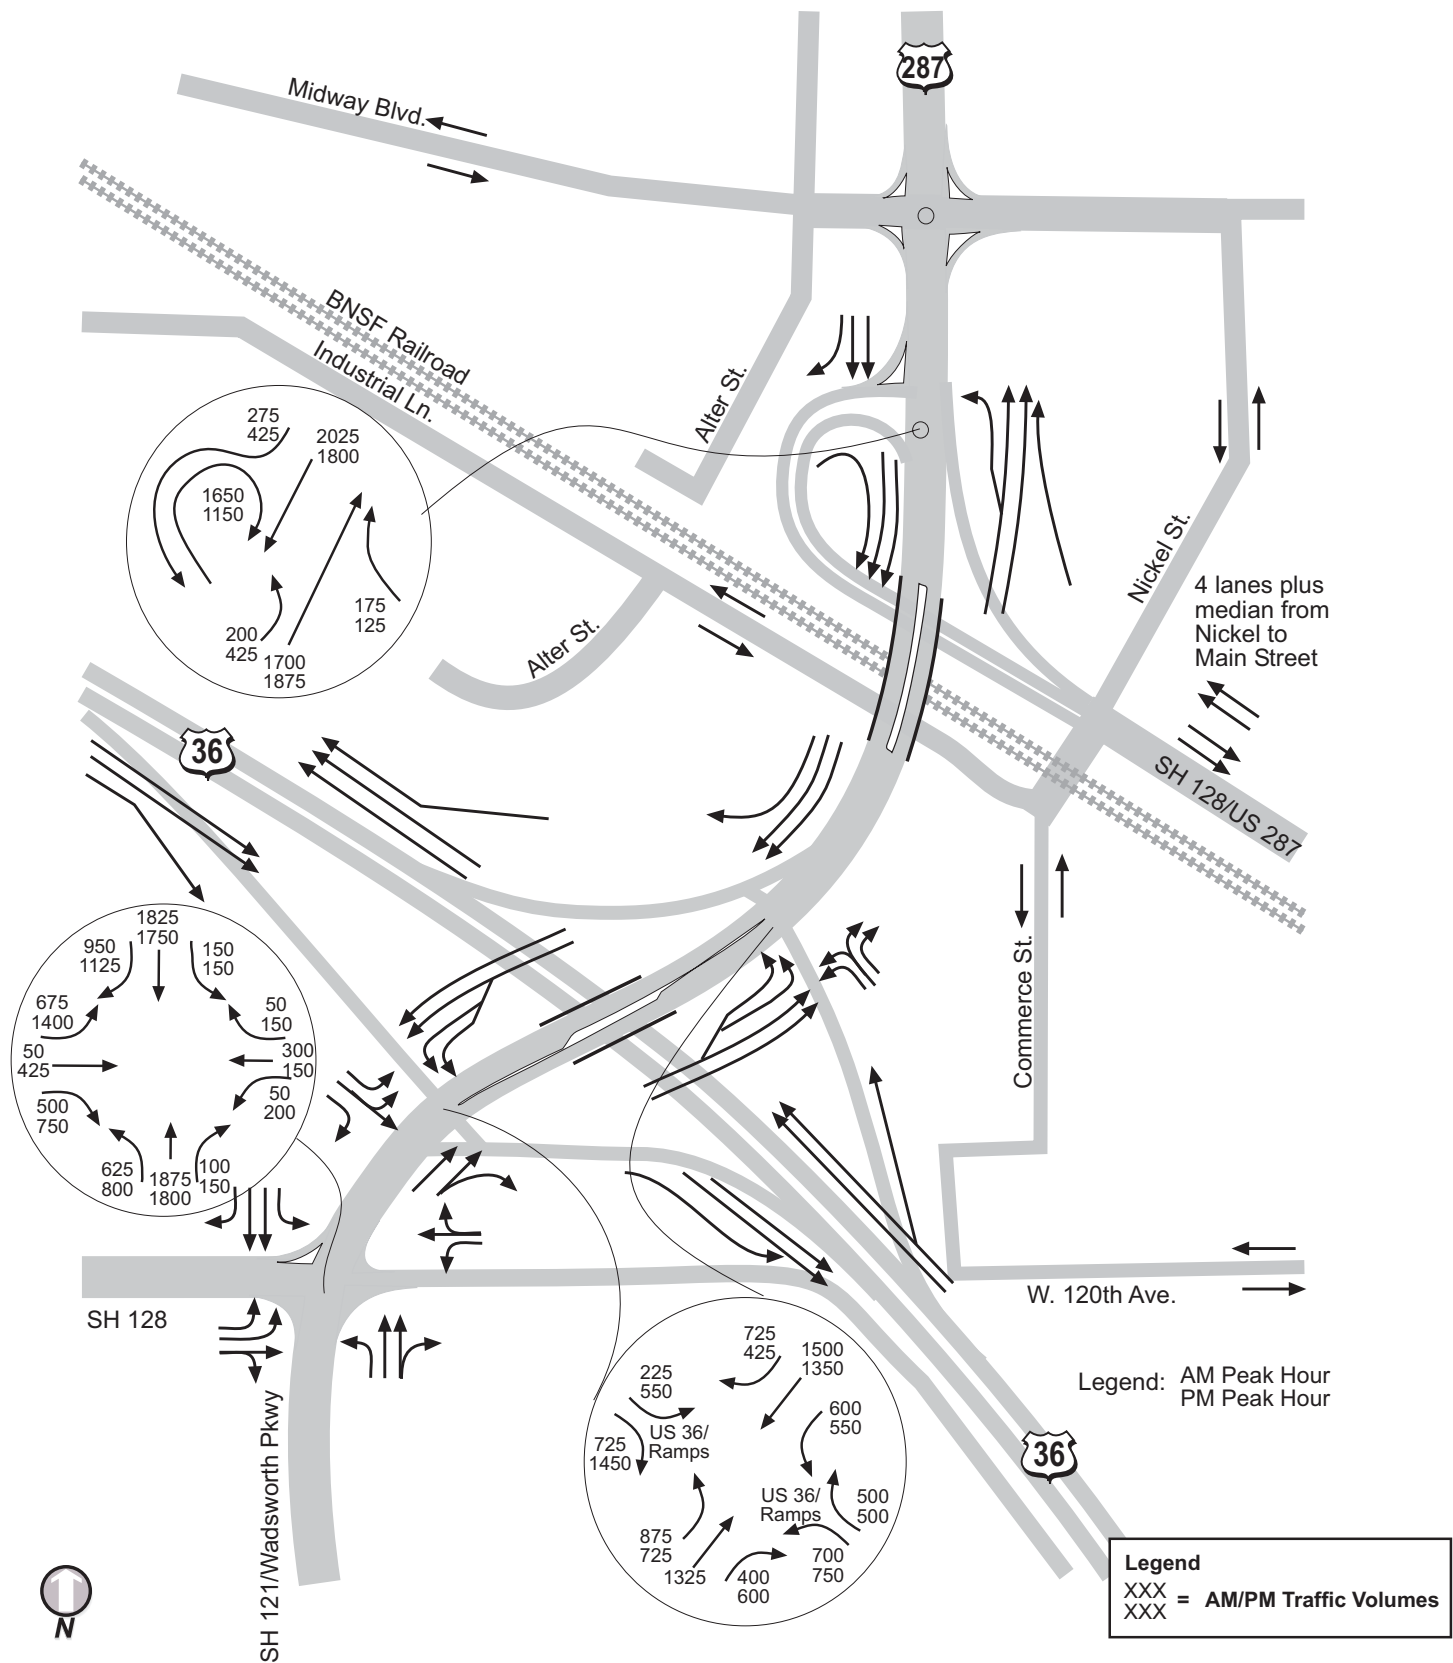 287
Midway Blvd.
BNSF Railroad
Industrial Ln.
Alter St.
275
425
2025
1800
1650
1150
175
125
200
425
1700
1875
Nickel St.
4 lanes plus
median from
Nickel to
Main Street
Alter St.
36
SH 128/US 287
1825
1750
950
1125
150
150
675
1400
50
150
50
425
300
150
500
750
50
200
625
800
1875
1800
100
150
Commerce St.
W. 120th Ave.
SH 128
725
425
1500
1350
225
550
600
550
US 36/
Ramps
725
1450
US 36/
Ramps
500
500
875
725
1325
400
600
700
750
Legend: AM Peak Hour
PM Peak Hour
36
SH 121/Wadsworth Pkwy
N
Legend
XXX
XXX
= AM/PM Traffic Volumes